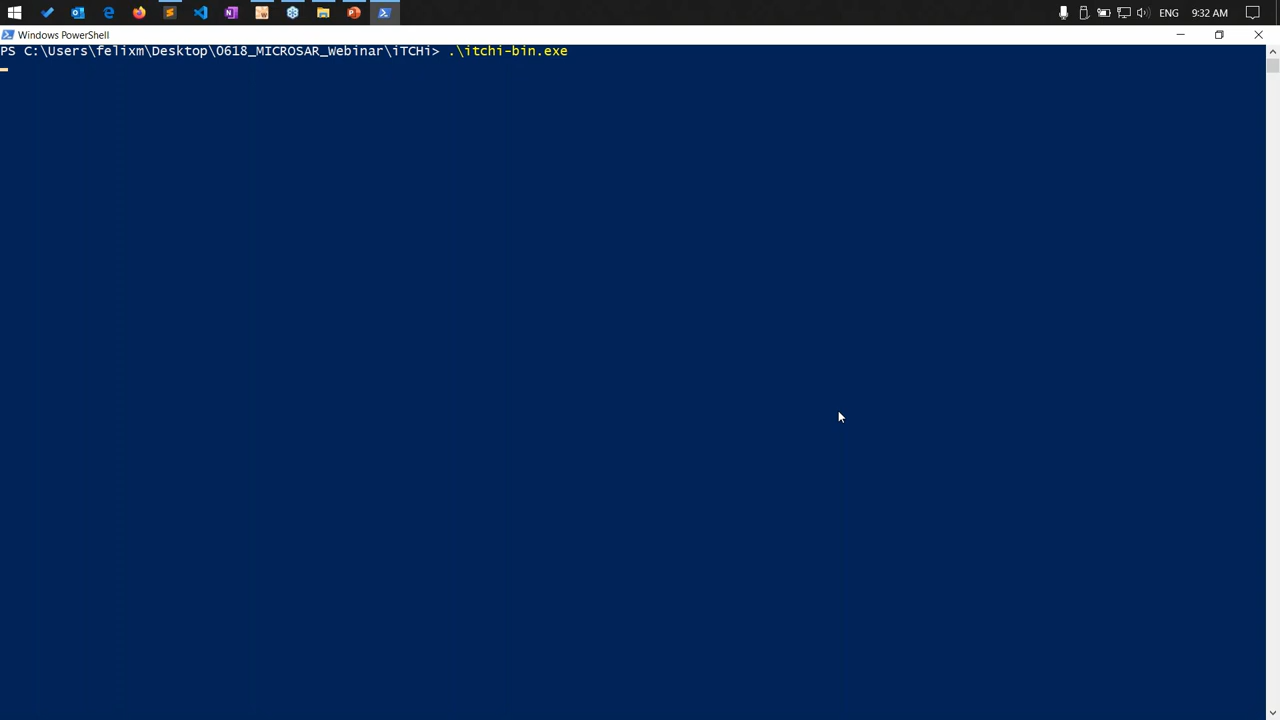 ENG 9:32 AM
Windows PowerShell
PS C:\Users\felixm\Desktop\0618_MICROSAR_Webinar\iTCHi> .\itchi-bin.exe